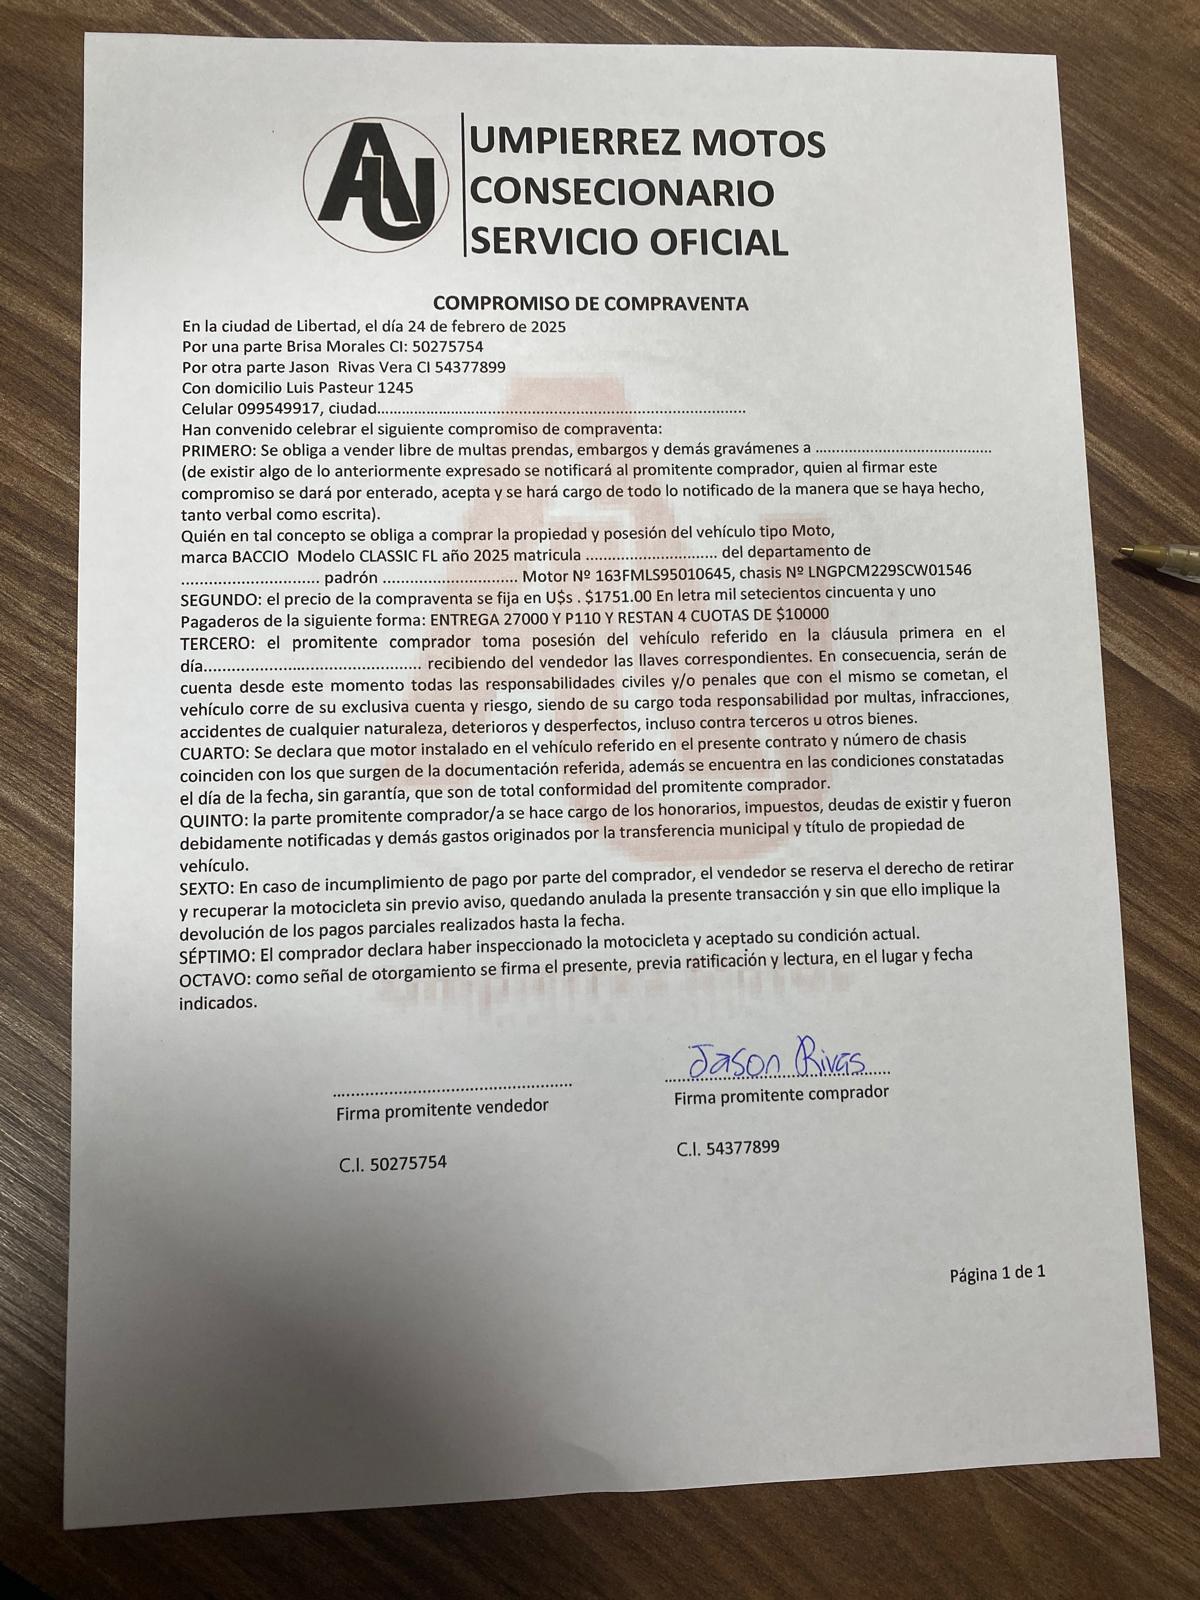 AU
UMPIERREZ MOTOS
CONSECIONARIO
SERVICIO OFICIAL
COMPROMISO DE COMPRAVENTA
En la ciudad de Libertad, el día 24 de febrero de 2025
Por una parte Brisa Morales CI: 50275754
Por otra parte Jason Rivas Vera CI 54377899
Con domicilio Luis Pasteur 1245
Celular 099549917, ciudad....................................................................................
Han convenido celebrar el siguiente compromiso de compraventa:
PRIMERO: Se obliga a vender libre de multas prendas, embargos y demás gravámenes a ........................................
(de existir algo de lo anteriormente expresado se notificará al promitente comprador, quien al firmar este
compromiso se dará por enterado, acepta y se hará cargo de todo lo notificado de la manera que se haya hecho,
tanto verbal como escrita).
Quién en tal concepto se obliga a comprar la propiedad y posesión del vehículo tipo Moto,
marca BACCIO Modelo CLASSIC FL año 2025 matricula .............................. del departamento de
............................... padrón .............................. Motor Nº 163FMLS95010645, chasis Nº LNGPCM229SCW01546
SEGUNDO: el precio de la compraventa se fija en U$s . $1751.00 En letra mil setecientos cincuenta y uno
Pagaderos de la siguiente forma: ENTREGA 27000 Y P110 Y RESTAN 4 CUOTAS DE $10000
TERCERO: el promitente comprador toma posesión del vehículo referido en la cláusula primera en el
día................................................. recibiendo del vendedor las llaves correspondientes. En consecuencia, serán de
cuenta desde este momento todas las responsabilidades civiles y/o penales que con el mismo se cometan, el
vehículo corre de su exclusiva cuenta y riesgo, siendo de su cargo toda responsabilidad por multas, infracciones,
accidentes de cualquier naturaleza, deterioros y desperfectos, incluso contra terceros u otros bienes.
CUARTO: Se declara que motor instalado en el vehículo referido en el presente contrato y número de chasis
coinciden con los que surgen de la documentación referida, además se encuentra en las condiciones constatadas
el día de la fecha, sin garantía, que son de total conformidad del promitente comprador.
QUINTO: la parte promitente comprador/a se hace cargo de los honorarios, impuestos, deudas de existir y fueron
debidamente notificadas y demás gastos originados por la transferencia municipal y título de propiedad de
vehículo.
SEXTO: En caso de incumplimiento de pago por parte del comprador, el vendedor se reserva el derecho de retirar
y recuperar la motocicleta sin previo aviso, quedando anulada la presente transacción y sin que ello implique la
devolución de los pagos parciales realizados hasta la fecha.
SÉPTIMO: El comprador declara haber inspeccionado la motocicleta y aceptado su condición actual.
OCTAVO: como señal de otorgamiento se firma el presente, previa ratificación y lectura, en el lugar y fecha
indicados.
Jason Rivas
Firma promitente vendedor
Firma promitente comprador
C.I. 50275754
C.I. 54377899
Página 1 de 1